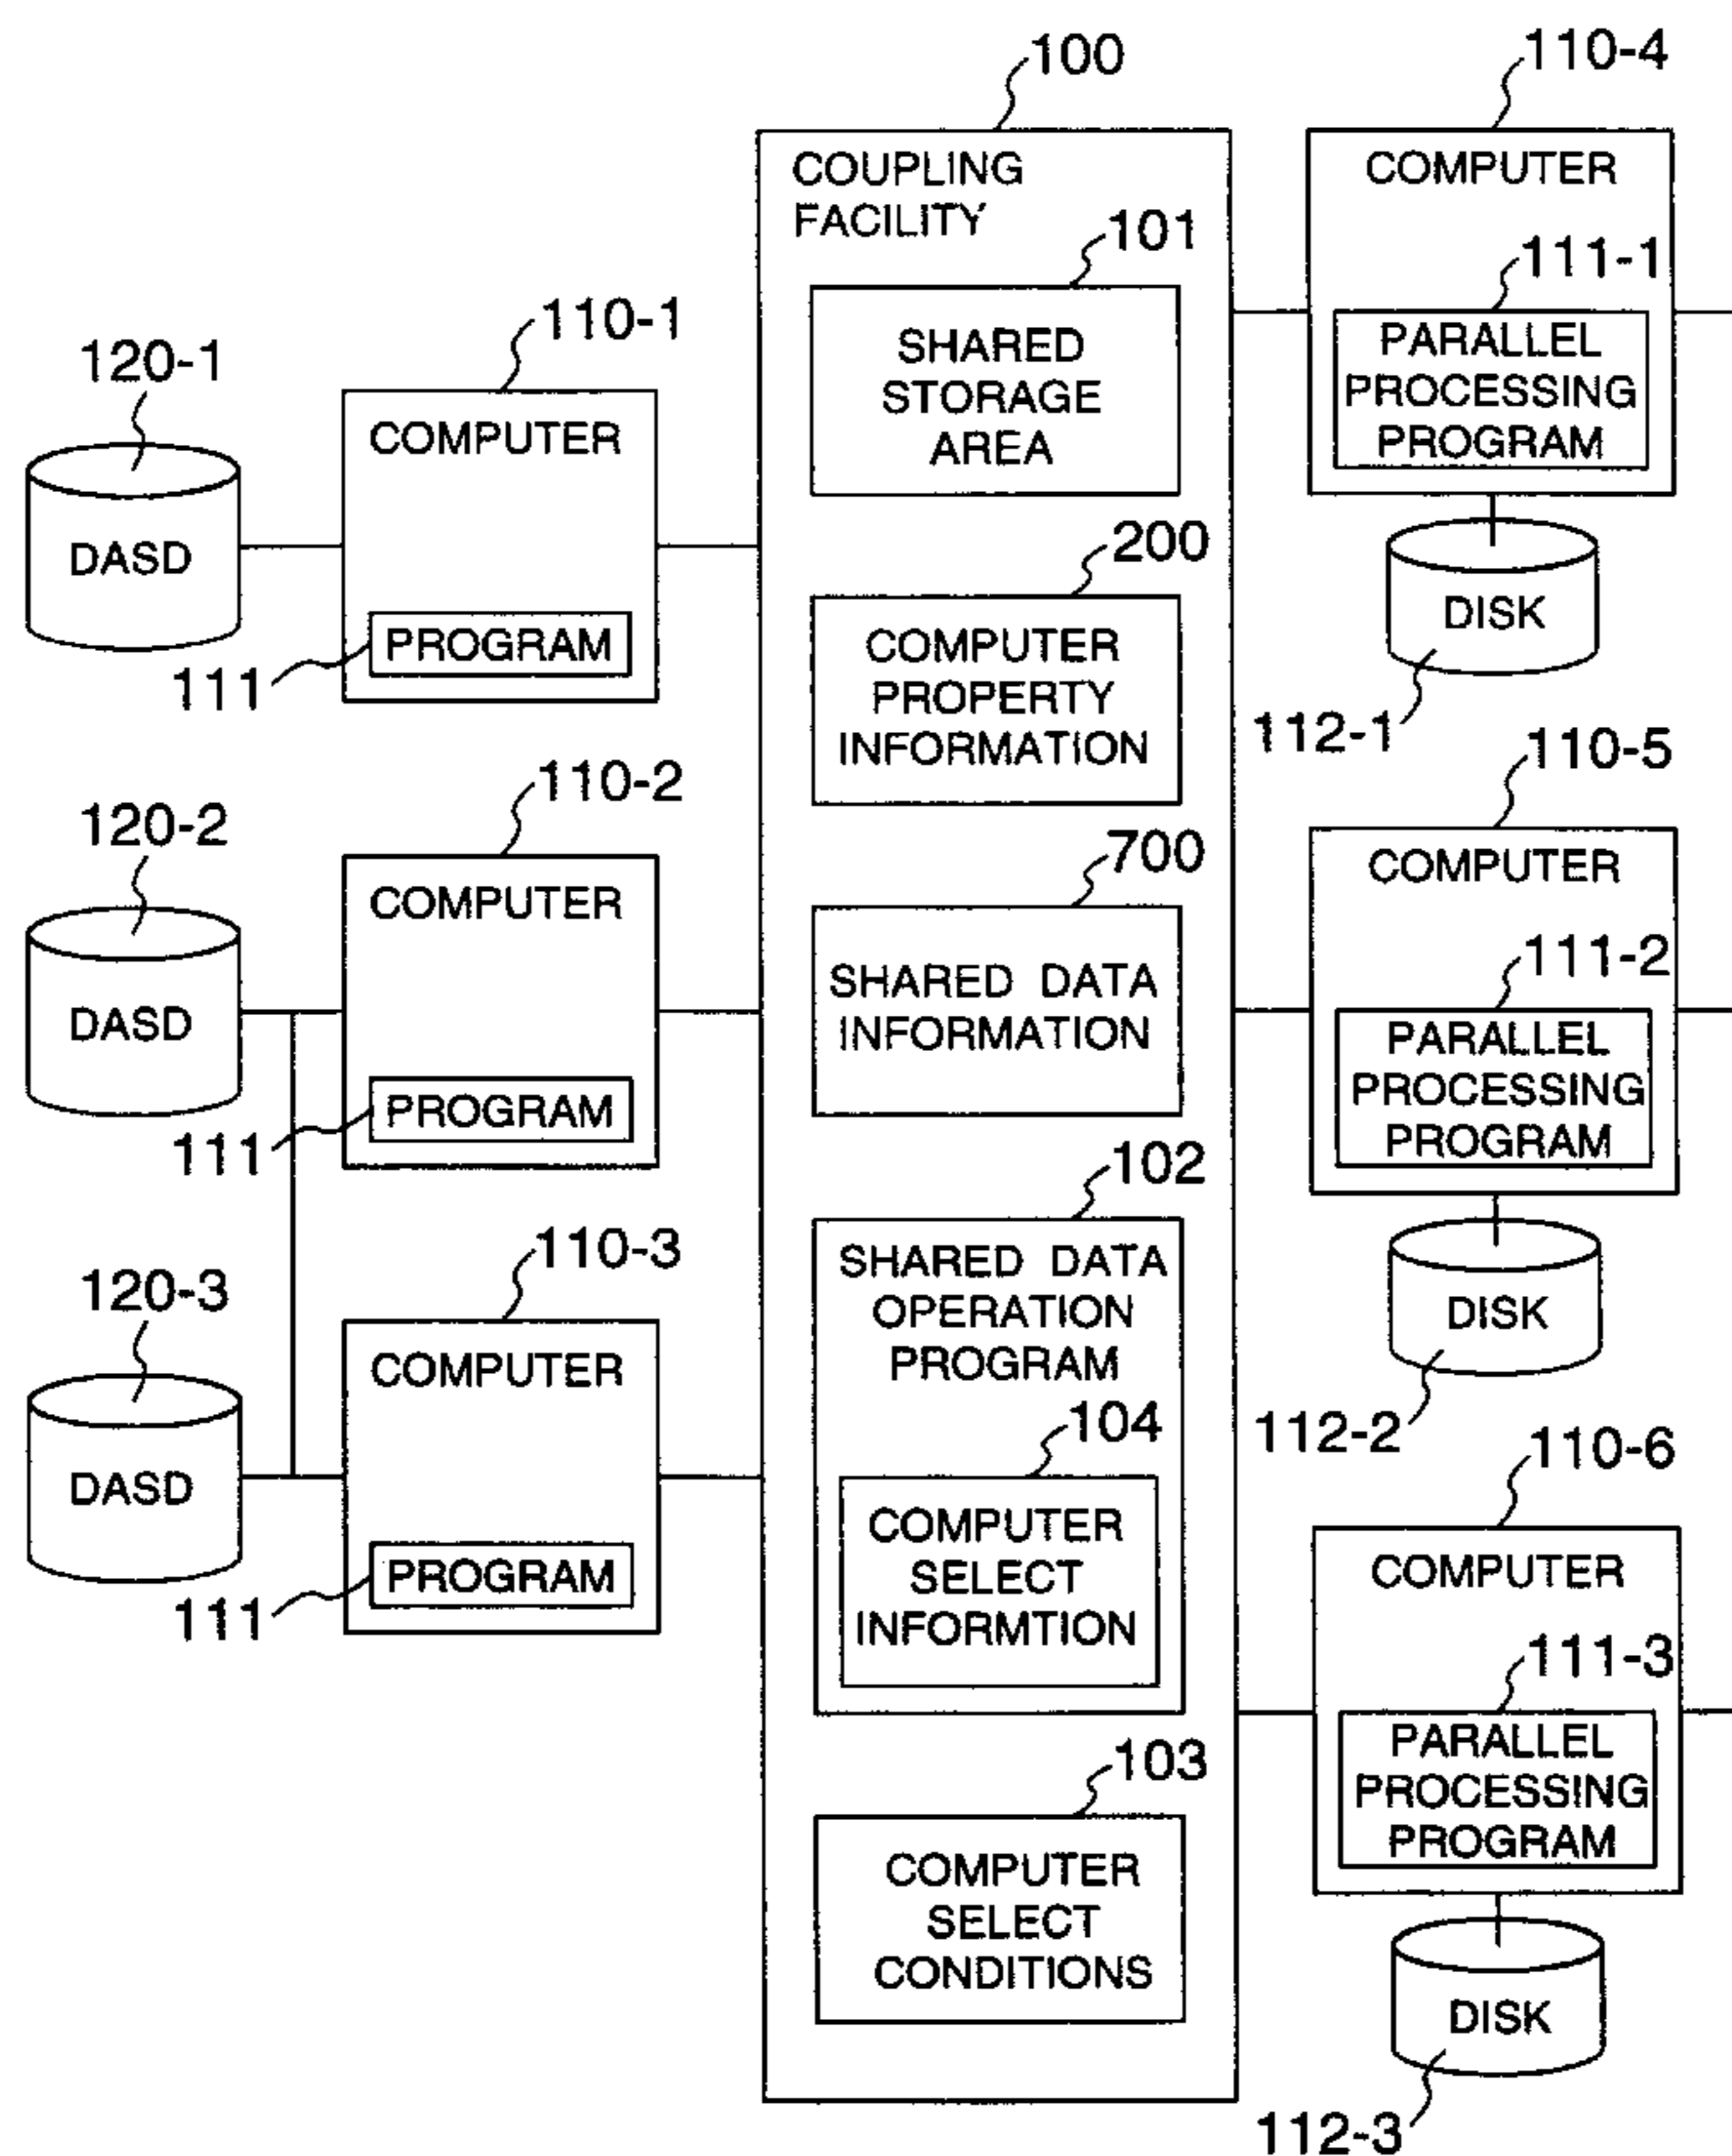 120-1
DASD
110-1
COMPUTER
PROGRAM
111
120-2
DASD
110-2
COMPUTER
PROGRAM
111
120-3
DASD
110-3
COMPUTER
PROGRAM
111
100
COUPLING
FACILITY
101
SHARED
STORAGE
AREA
200
COMPUTER
PROPERTY
INFORMATION
700
SHARED DATA
INFORMATION
102
SHARED DATA
OPERATION
PROGRAM
104
COMPUTER
SELECT
INFORMTION
103
COMPUTER
SELECT
CONDITIONS
110-4
COMPUTER
111-1
PARALLEL
PROCESSING
PROGRAM
DISK
112-1
110-5
COMPUTER
111-2
PARALLEL
PROCESSING
PROGRAM
DISK
112-2
110-6
COMPUTER
111-3
PARALLEL
PROCESSING
PROGRAM
DISK
112-3